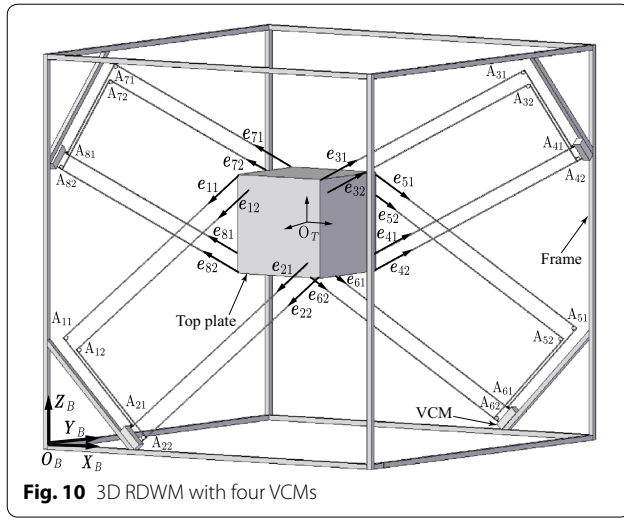 A₇₁
A₇₂
A₃₁
A₃₂
A₈₁
A₈₂
A₄₁
A₄₂
e₇₁
e₇₂
e₃₁
e₃₂
e₁₁
e₁₂
e₅₁
e₅₂
O_T
e₈₁
e₈₂
e₄₁
e₄₂
e₂₁
e₂₂
e₆₁
e₆₂
Frame
Top plate
A₁₁
A₁₂
A₅₁
A₅₂
A₂₁
A₂₂
A₆₁
A₆₂
VCM
Z_B
Y_B
X_B
O_B
Fig. 10 3D RDWM with four VCMs